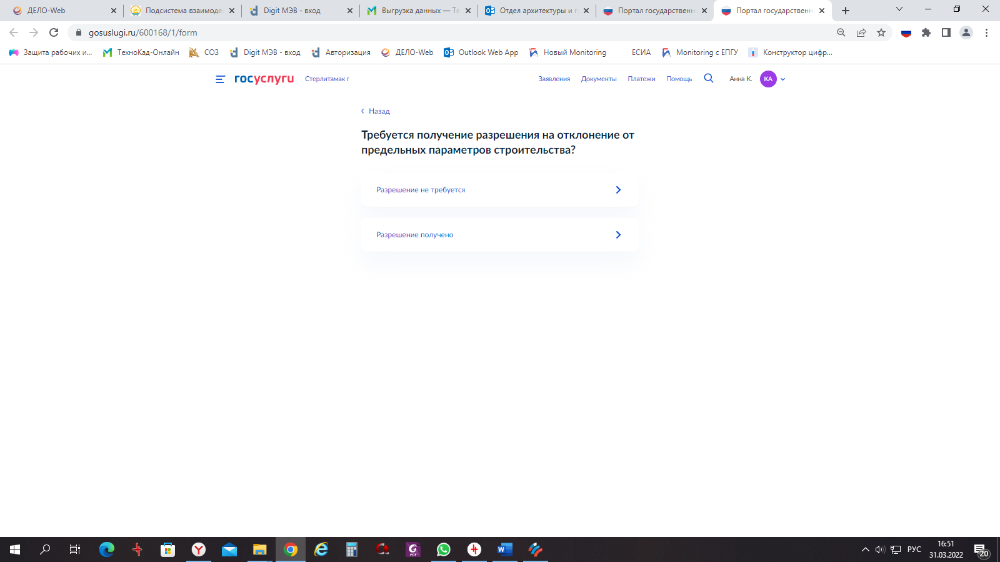 ДЕЛО-Web
Подсистема взаимоде
Digit МЭВ - вход
Выгрузка данных — Те
Отдел архитектуры и г
Портал государственн
Портал государственн
gosuslugi.ru/600168/1/form
Защита рабочих и...
ТехноКад-Онлайн
СОЗ
Digit МЭВ - вход
Авторизация
ДЕЛО-Web
Outlook Web App
Новый Monitoring
ЕСИА
Monitoring с ЕПГУ
Конструктор цифр...
госуслуги
Стерлитамак г
Заявления
Документы
Платежи
Помощь
Анна К.
КА
Назад
Требуется получение разрешения на отклонение от
предельных параметров строительства?
Разрешение не требуется
Разрешение получено
РУС
16:51
31.03.2022
20